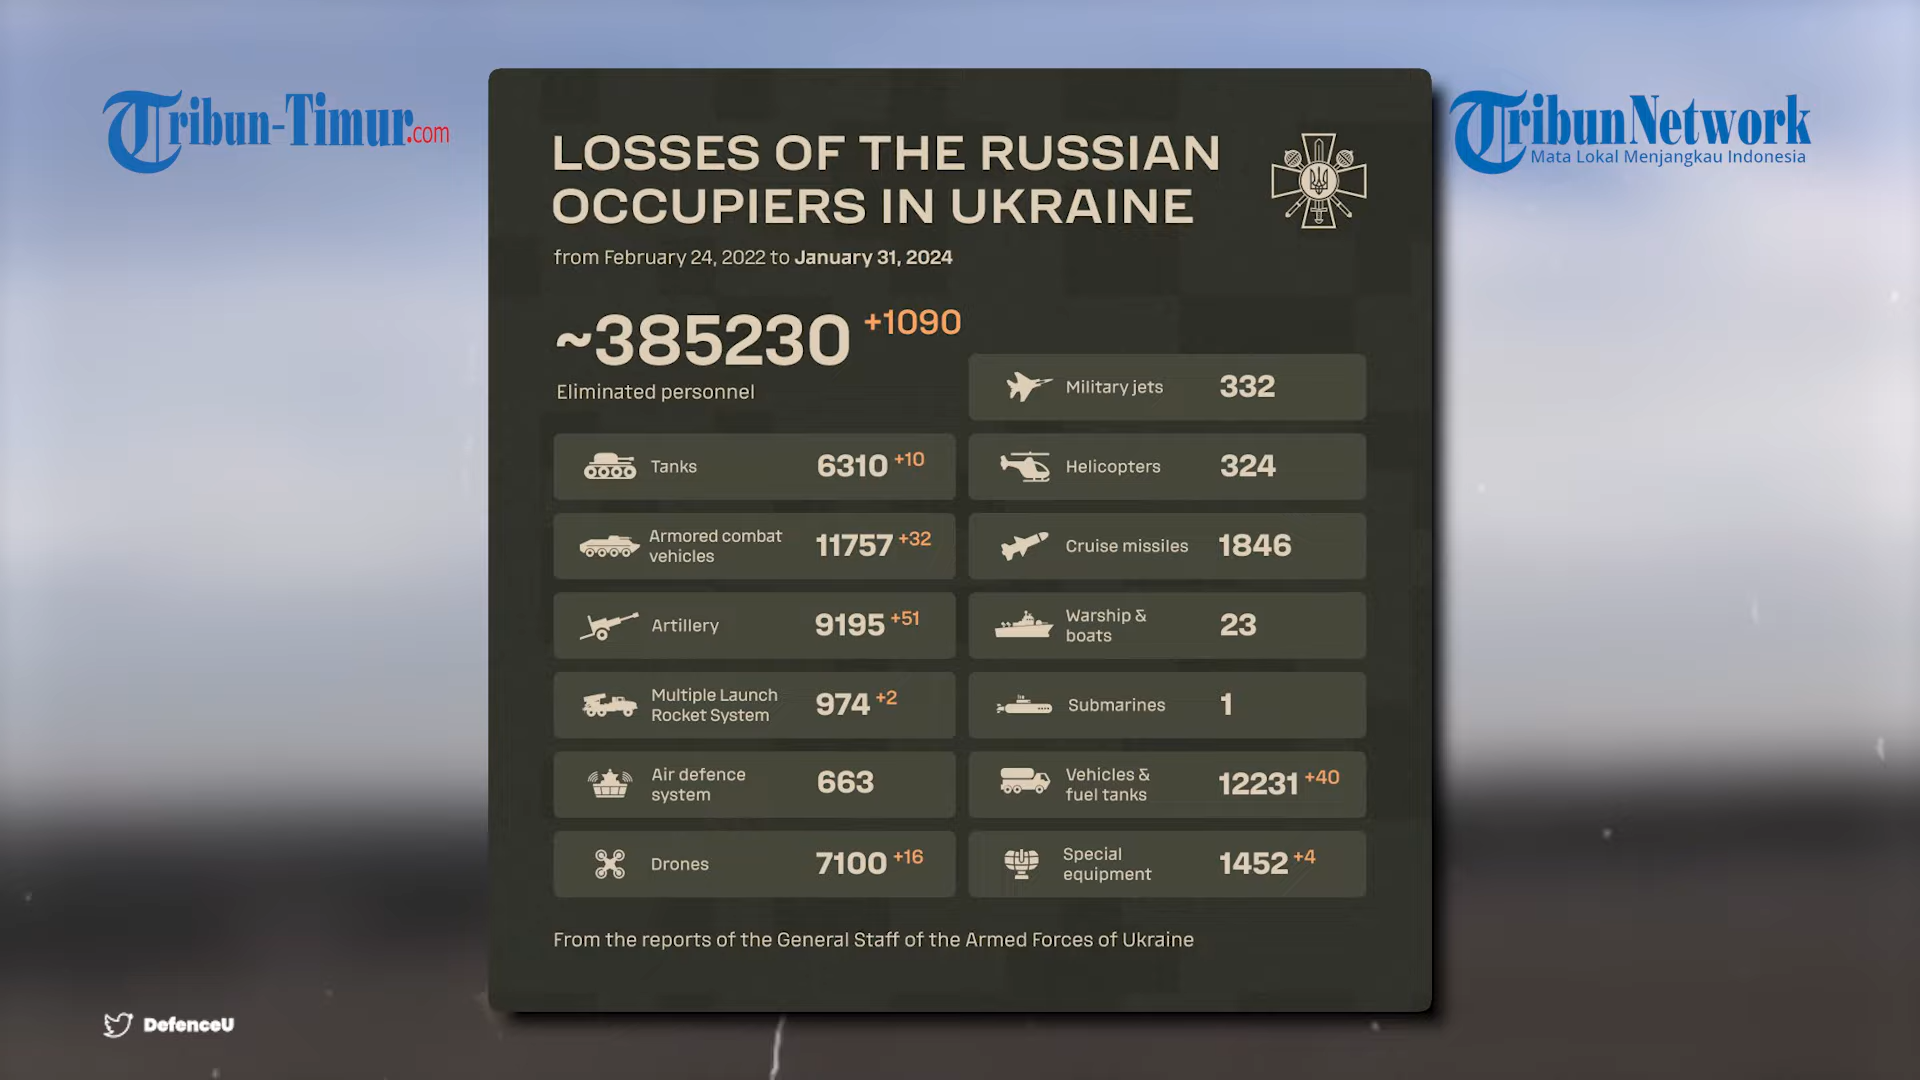 Tribun-Timur.com
TribunNetwork
Mata Lokal Menjangkau Indonesia
LOSSES OF THE RUSSIAN
OCCUPIERS IN UKRAINE
from February 24, 2022 to January 31, 2024
~385230 +1090
Eliminated personnel
Military jets 332
Tanks 6310 +10
Helicopters 324
Armored combat
vehicles 11757 +32
Cruise missiles 1846
Artillery 9195 +51
Warship &
boats 23
Multiple Launch
Rocket System 974 +2
Submarines 1
Air defence
system 663
Vehicles &
fuel tanks 12231 +40
Drones 7100 +16
Special
equipment 1452 +4
From the reports of the General Staff of the Armed Forces of Ukraine
DefenceU